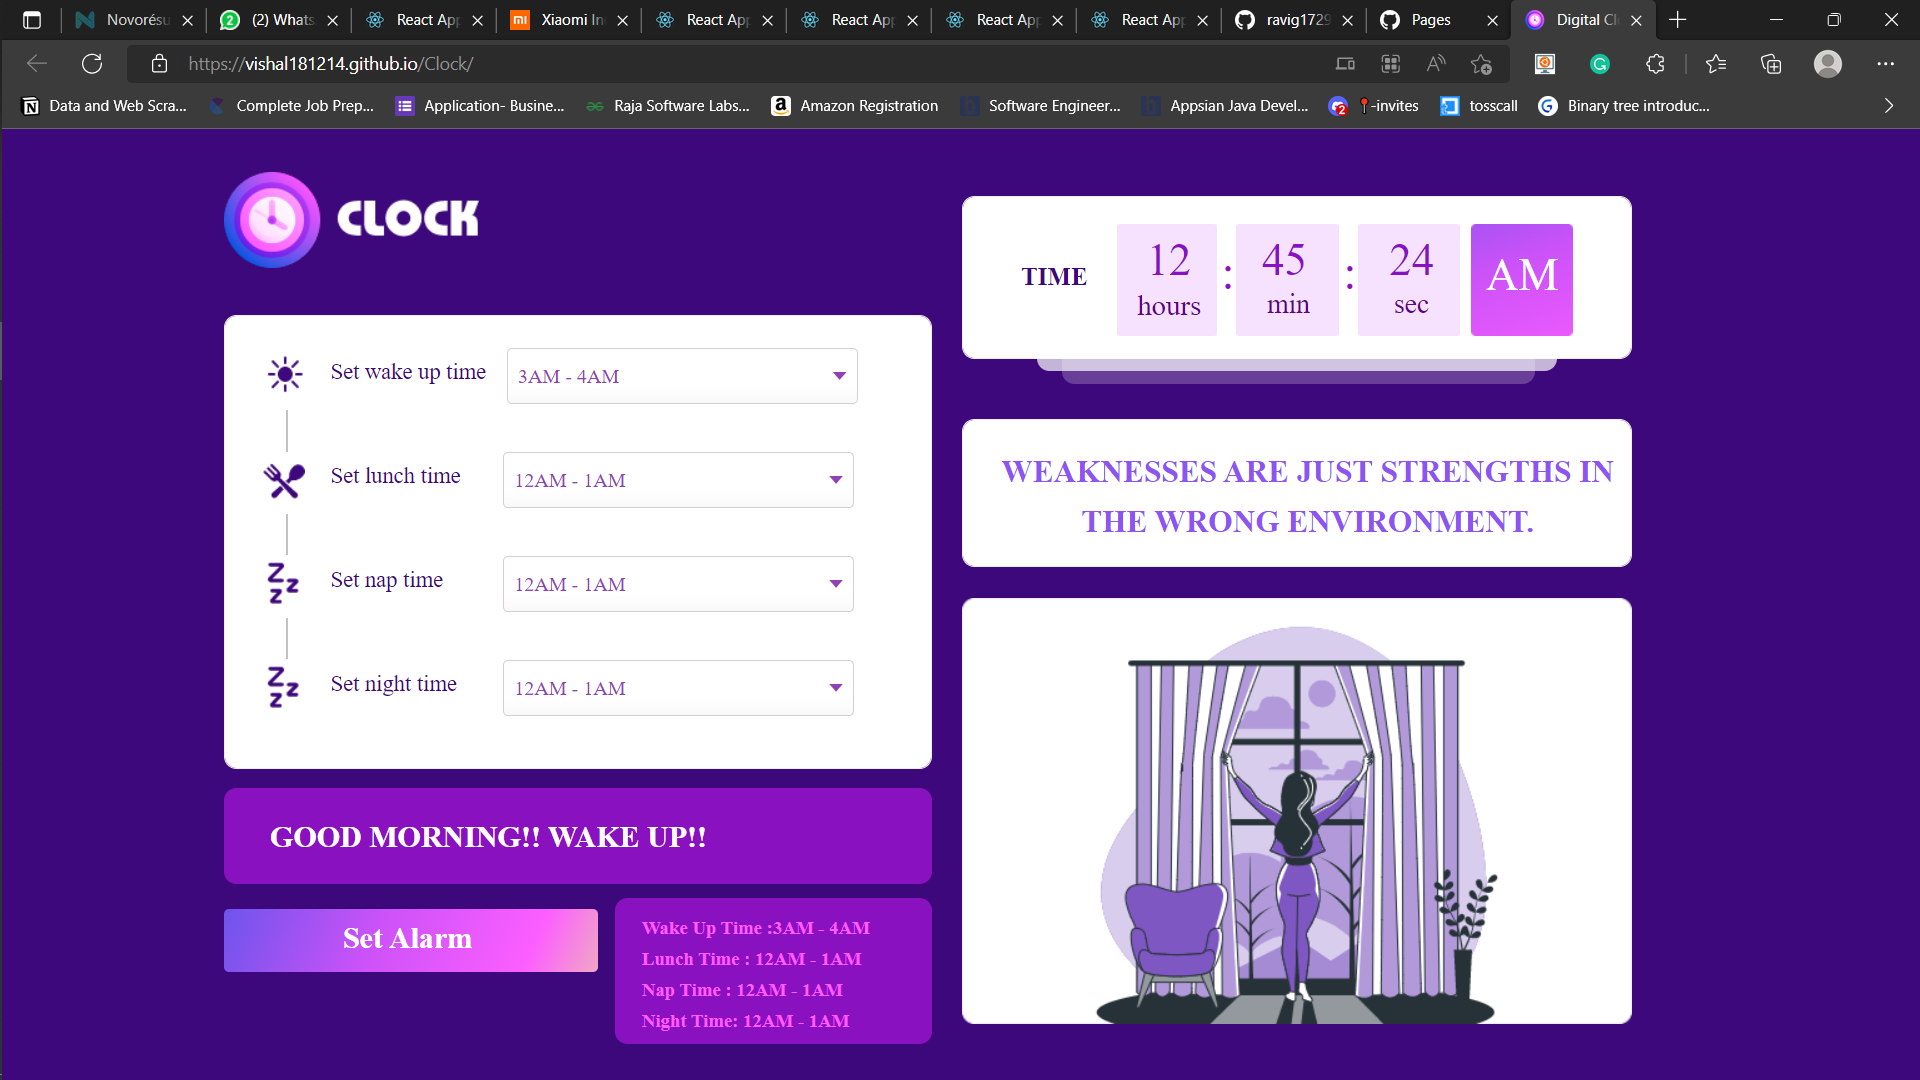 Novorésu
(2) Whats
React App
Xiaomi In
React App
React App
React App
React App
ravig1729
Pages
Digital Cl
https://vishal181214.github.io/Clock/
Data and Web Scra...
Complete Job Prep...
Application- Busine...
Raja Software Labs...
Amazon Registration
Software Engineer...
Appsian Java Devel...
-invites
tosscall
Binary tree introduc...
CLOCK
TIME
12
hours
:
45
min
:
24
sec
AM
Set wake up time
3AM - 4AM
Set lunch time
12AM - 1AM
Set nap time
12AM - 1AM
Set night time
12AM - 1AM
WEAKNESSES ARE JUST STRENGTHS IN
THE WRONG ENVIRONMENT.
GOOD MORNING!! WAKE UP!!
Set Alarm
Wake Up Time :3AM - 4AM
Lunch Time : 12AM - 1AM
Nap Time : 12AM - 1AM
Night Time: 12AM - 1AM